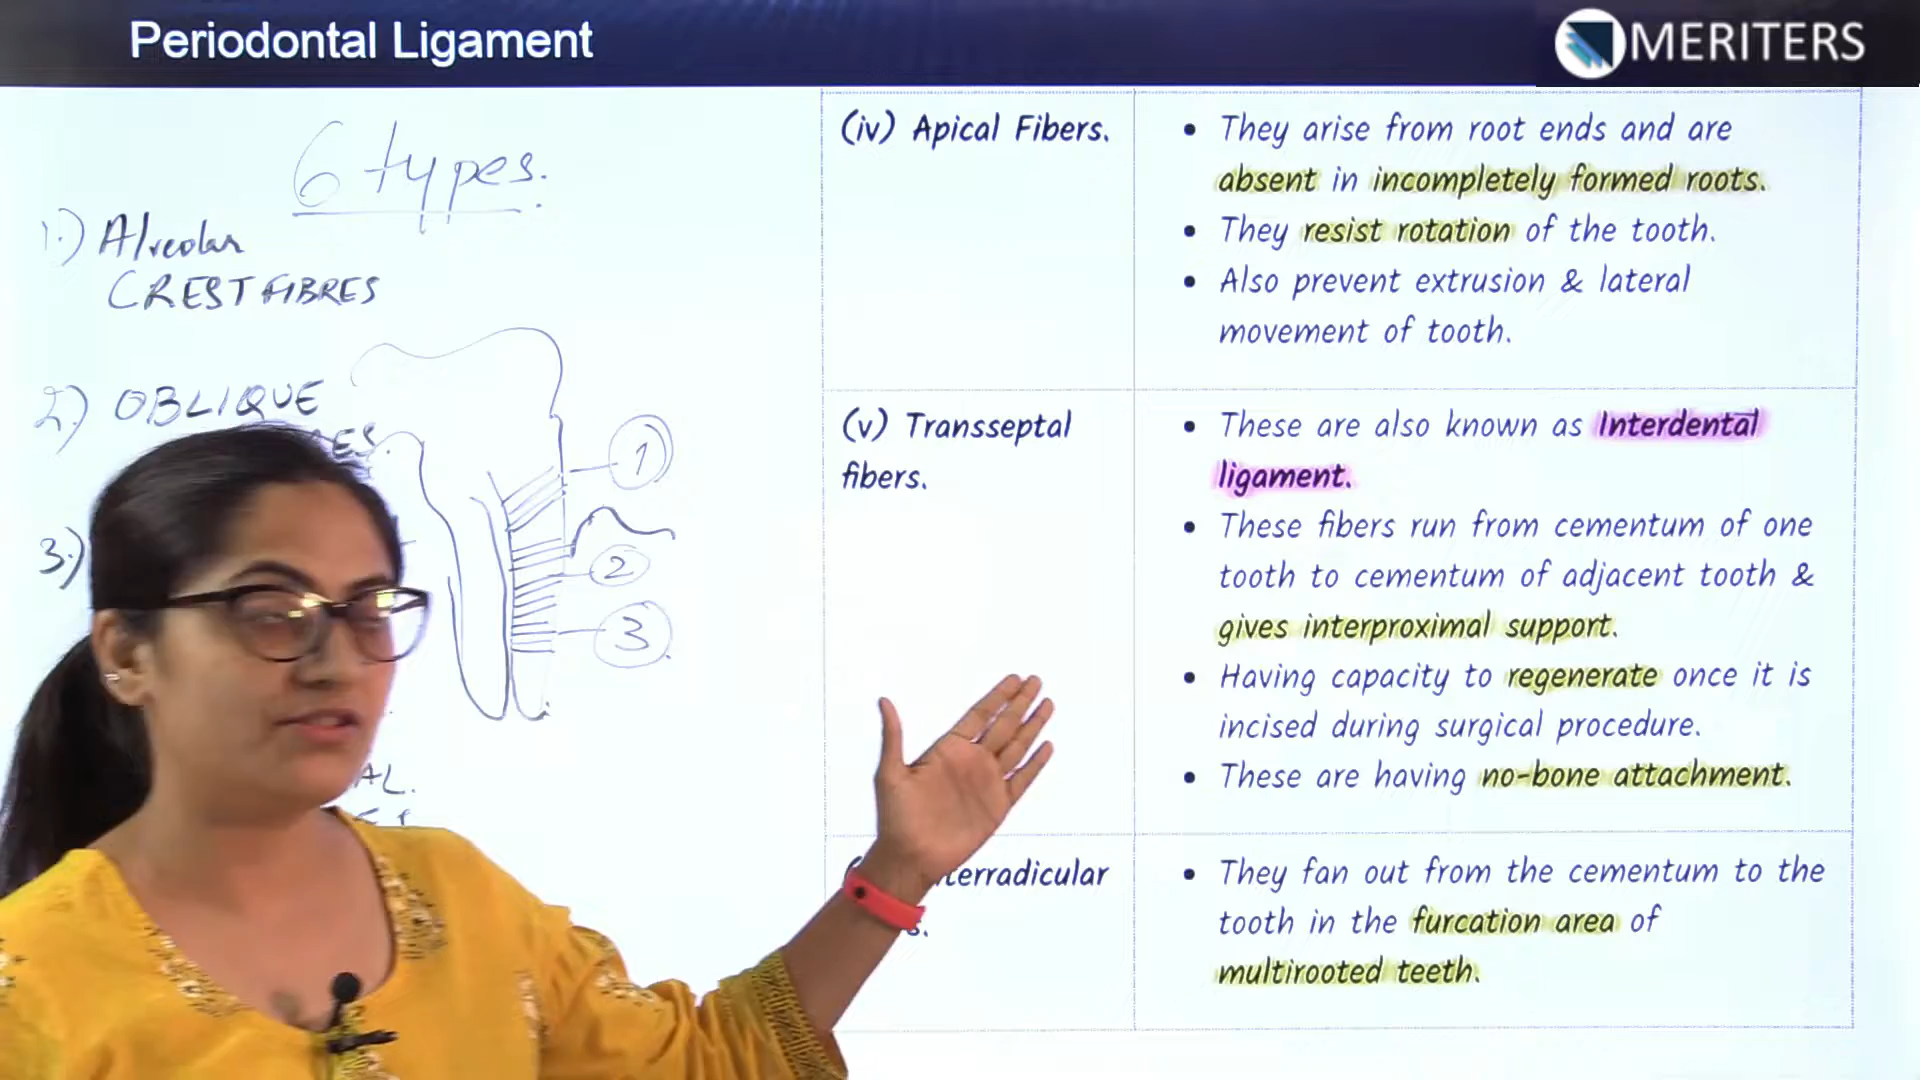 Periodontal Ligament
MERITERS
6 types.
1.) Alveolar
CREST FIBRES
2.) OBLIQUE
ES.
3.)
AL.
1
2
3
(iv) Apical Fibers.
• They arise from root ends and are
absent in incompletely formed roots.
• They resist rotation of the tooth.
• Also prevent extrusion & lateral
movement of tooth.
(v) Transseptal
fibers.
• These are also known as Interdental
ligament.
• These fibers run from cementum of one
tooth to cementum of adjacent tooth &
gives interproximal support.
• Having capacity to regenerate once it is
incised during surgical procedure.
• These are having no-bone attachment.
terradicular
s.
• They fan out from the cementum to the
tooth in the furcation area of
multirooted teeth.